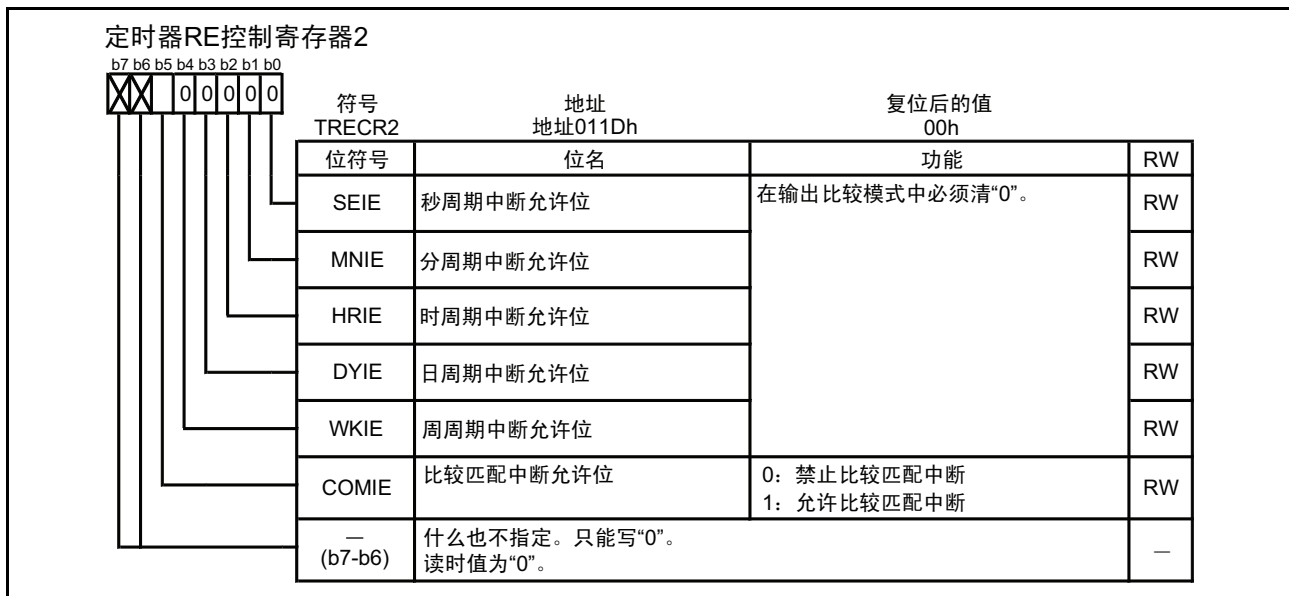 定时器RE控制寄存器2
b7 b6 b5 b4 b3 b2 b1 b0
0 0 0 0 0
符号 地址 复位后的值
TRECR2 地址011Dh 00h
位符号 位名 功能 RW
SEIE 秒周期中断允许位 在输出比较模式中必须清“0”。 RW
MNIE 分周期中断允许位 RW
HRIE 时周期中断允许位 RW
DYIE 日周期中断允许位 RW
WKIE 周周期中断允许位 RW
COMIE 比较匹配中断允许位 0：禁止比较匹配中断 RW
1：允许比较匹配中断
— 什么也不指定。只能写“0”。 —
(b7-b6) 读时值为“0”。